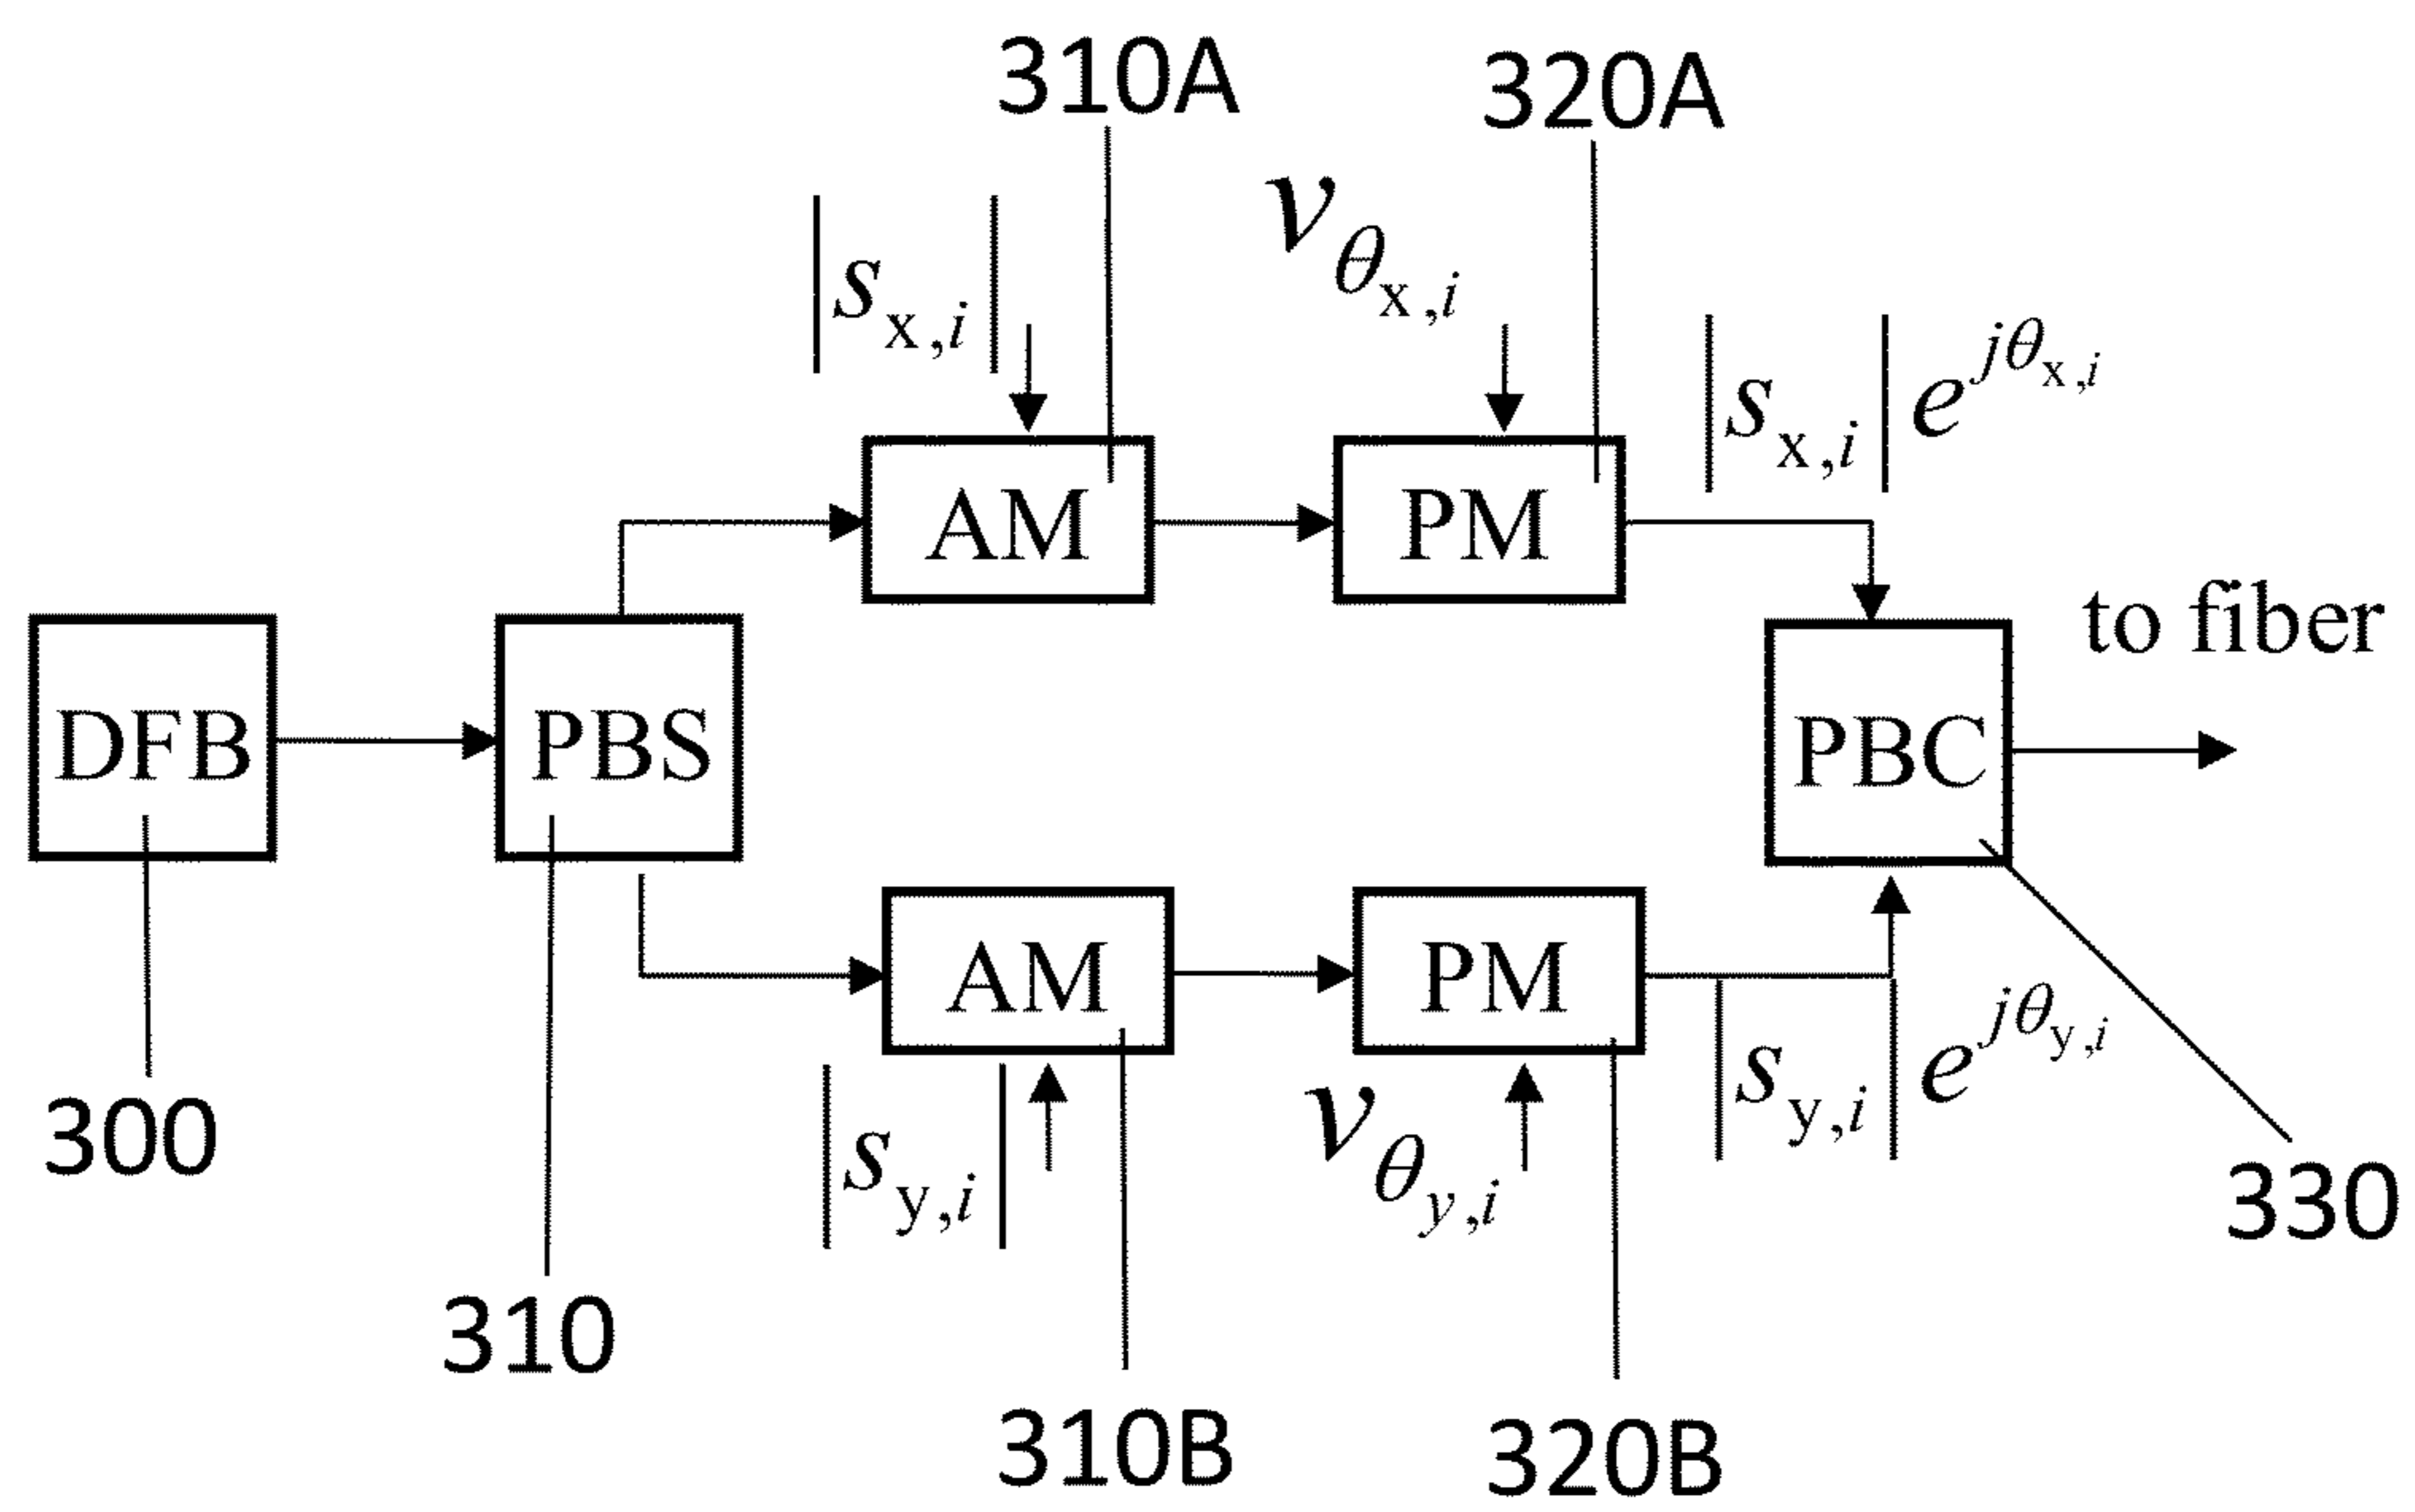 310A
320A
|s_{x,i}|
v_{θ_{x,i}}
|s_{x,i}| e^{jθ_{x,i}}
AM
PM
to fiber
DFB
PBS
PBC
AM
PM
|s_{y,i}|
v_{θ_{y,i}}
|s_{y,i}| e^{jθ_{y,i}}
300
330
310
310B
320B